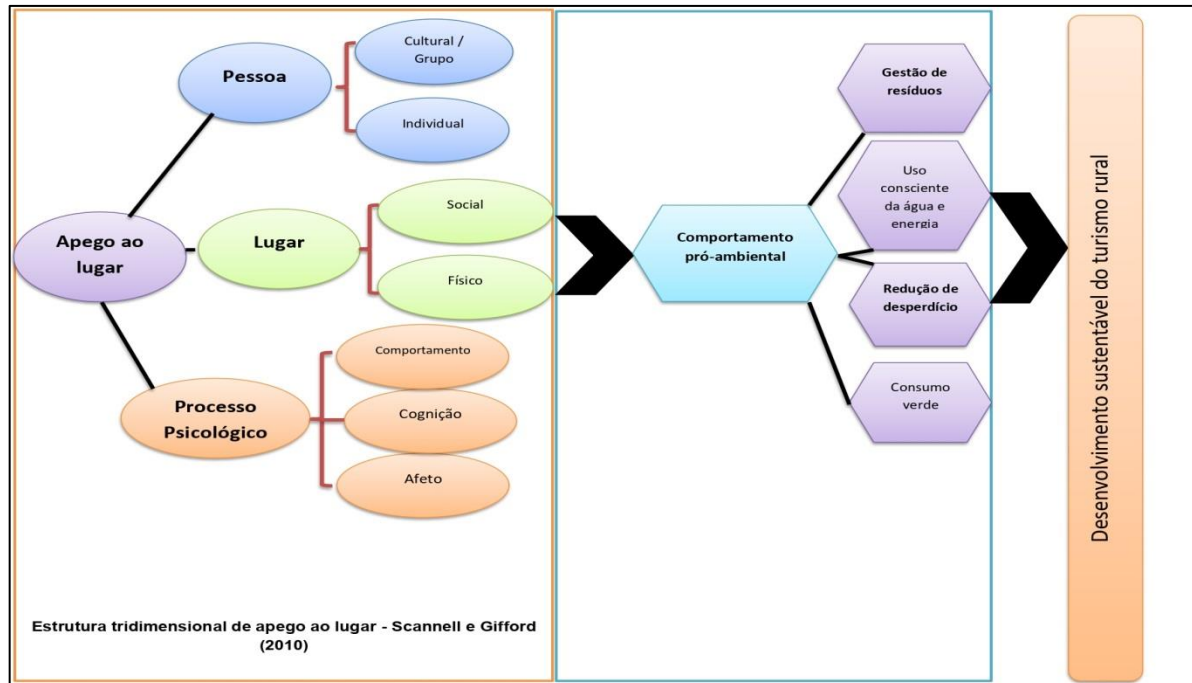 Pessoa
Cultural /
Grupo
Individual
Apego ao
lugar
Lugar
Social
Físico
Processo
Psicológico
Comportamento
Cognição
Afeto
Estrutura tridimensional de apego ao lugar - Scannell e Gifford
(2010)
Comportamento
pró-ambiental
Gestão de
resíduos
Uso
consciente
da água e
energia
Redução de
desperdício
Consumo
verde
Desenvolvimento sustentável do turismo rural